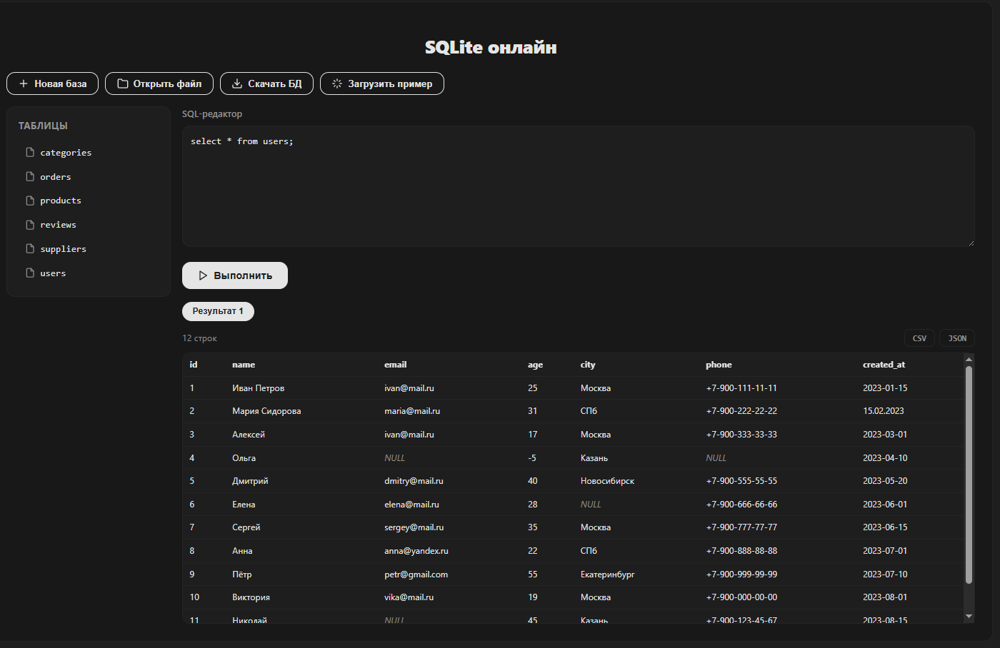 SQLite онлайн
Новая база Открыть файл Скачать БД Загрузить пример
ТАБЛИЦЫ
categories
orders
products
reviews
suppliers
users
SQL-редактор
select * from users;
Выполнить
Результат 1
12 строк CSV JSON
id name email age city phone created_at
1 Иван Петров ivan@mail.ru 25 Москва +7-900-111-11-11 2023-01-15
2 Мария Сидорова maria@mail.ru 31 СПб +7-900-222-22-22 15.02.2023
3 Алексей ivan@mail.ru 17 Москва +7-900-333-33-33 2023-03-01
4 Ольга NULL -5 Казань NULL 2023-04-10
5 Дмитрий dmitry@mail.ru 40 Новосибирск +7-900-555-55-55 2023-05-20
6 Елена elena@mail.ru 28 NULL +7-900-666-66-66 2023-06-01
7 Сергей sergey@mail.ru 35 Москва +7-900-777-77-77 2023-06-15
8 Анна anna@yandex.ru 22 СПб +7-900-888-88-88 2023-07-01
9 Пётр petr@gmail.com 55 Екатеринбург +7-900-999-99-99 2023-07-10
10 Виктория vika@mail.ru 19 Москва +7-900-000-00-00 2023-08-01
11 Николай NULL 45 Казань +7-900-123-45-67 2023-08-15